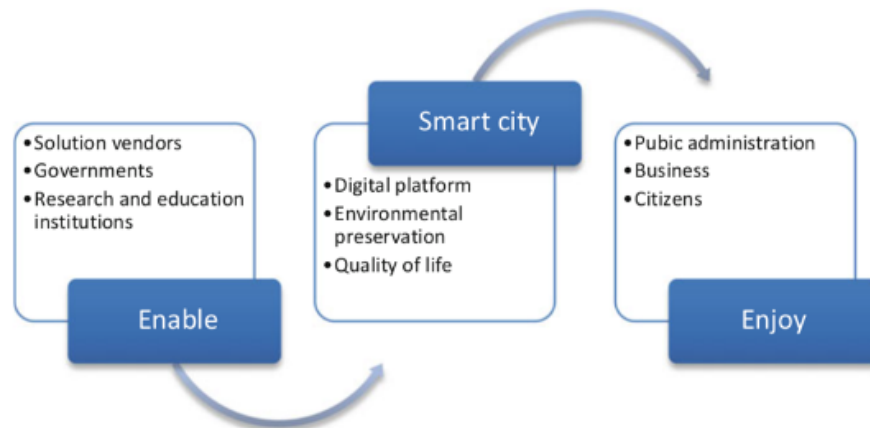 • Solution vendors
• Governments
• Research and education
institutions
Enable
Smart city
• Digital platform
• Environmental
preservation
• Quality of life
• Pubic administration
• Business
• Citizens
Enjoy